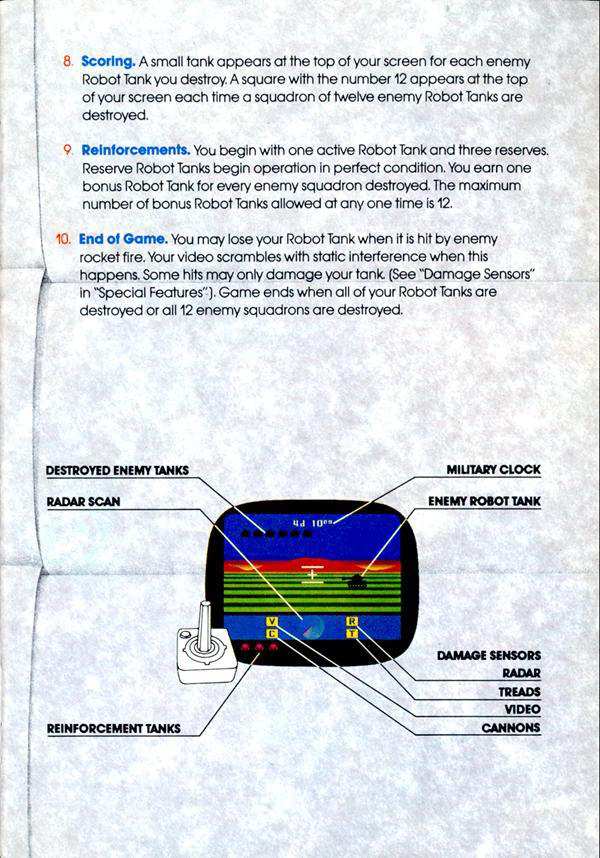 8. Scoring. A small tank appears at the top of your screen for each enemy
Robot Tank you destroy. A square with the number 12 appears at the top
of your screen each time a squadron of twelve enemy Robot Tanks are
destroyed.
9. Reinforcements. You begin with one active Robot Tank and three reserves.
Reserve Robot Tanks begin operation in perfect condition. You earn one
bonus Robot Tank for every enemy squadron destroyed. The maximum
number of bonus Robot Tanks allowed at any one time is 12.
10. End of Game. You may lose your Robot Tank when it is hit by enemy
rocket fire. Your video scrambles with static interference when this
happens. Some hits may only damage your tank. (See "Damage Sensors"
in "Special Features"). Game ends when all of your Robot Tanks are
destroyed or all 12 enemy squadrons are destroyed.
DESTROYED ENEMY TANKS
MILITARY CLOCK
RADAR SCAN
ENEMY ROBOT TANK
V
R
C
T
DAMAGE SENSORS
RADAR
TREADS
VIDEO
CANNONS
REINFORCEMENT TANKS